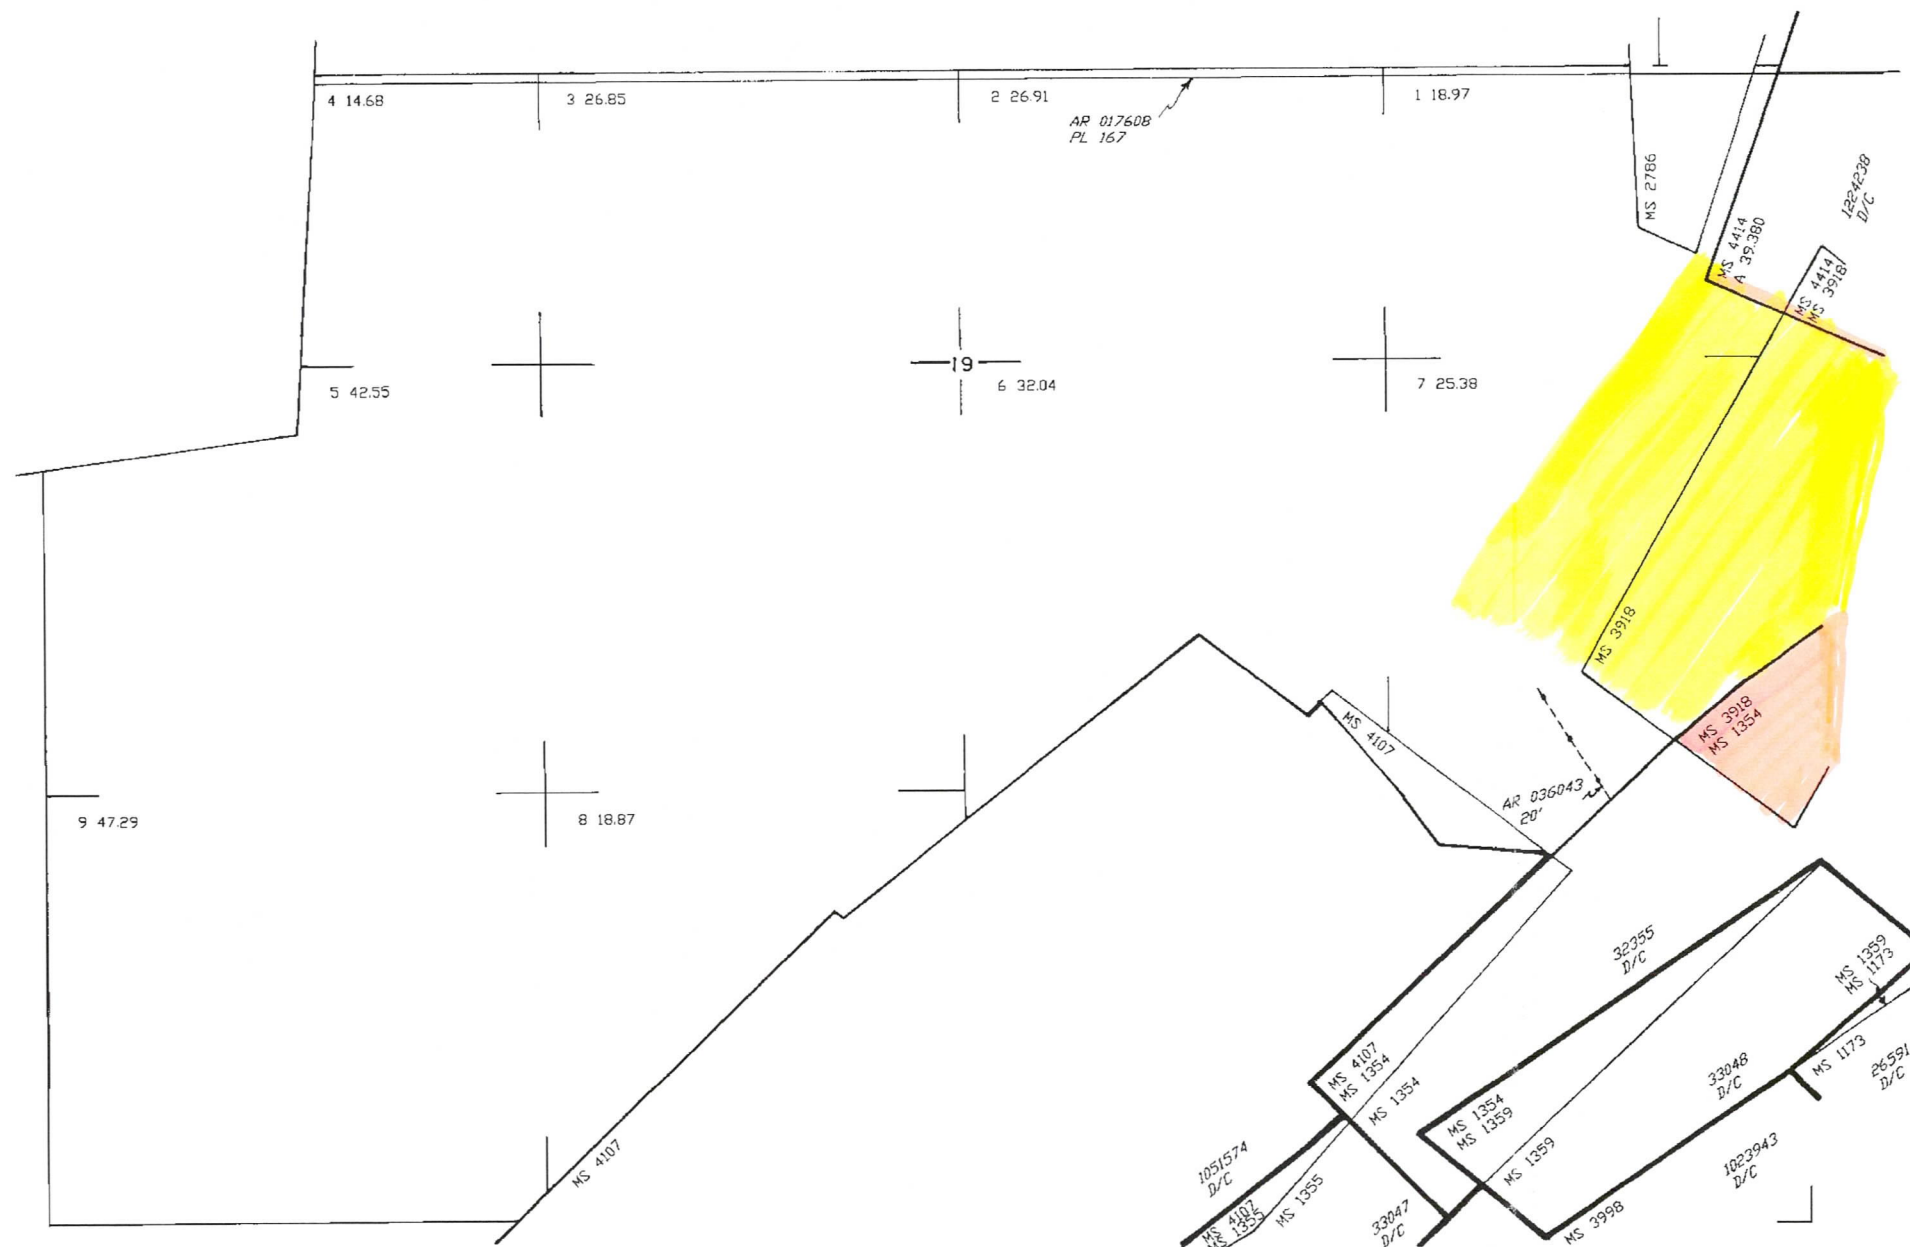 4 14.68
3 26.85
2 26.91
1 18.97
AR 017608
PL 167
MS 2786
1224238
D/C
MS 4414
A 39.380
MS 4414
MS 3918
5 42.55
19
6 32.04
7 25.38
MS 3918
MS 3918
MS 1354
MS 4107
AR 036043
20'
9 47.29
8 18.87
32355
D/C
MS 1359
MS 1173
MS 4107
MS 1354
MS 1354
MS 1173
26591
D/C
33048
D/C
MS 1354
MS 1359
MS 1359
1023943
D/C
MS 4107
1051574
D/C
MS 4107
MS 1355
MS 1355
33047
D/C
MS 3998